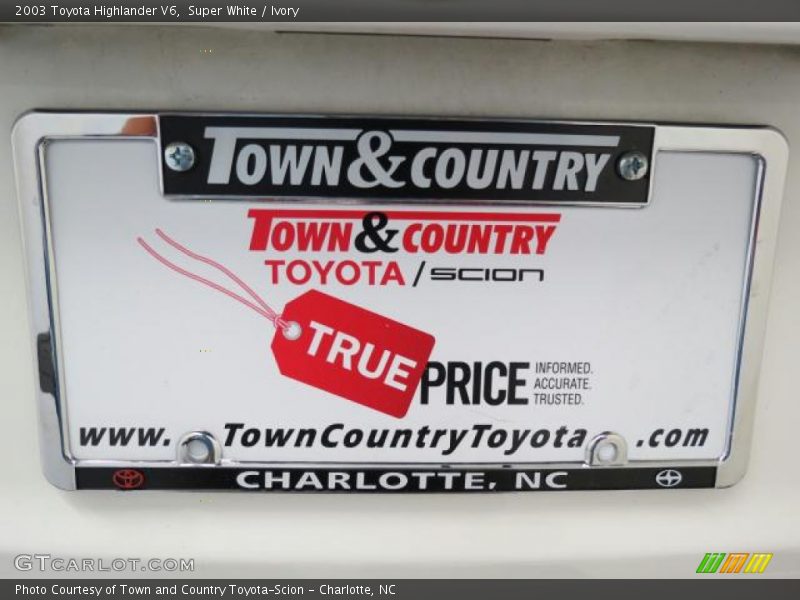 2003 Toyota Highlander V6, Super White / Ivory
TOWN & COUNTRY
TOWN & COUNTRY
TOYOTA / SCION
TRUE PRICE
INFORMED.
ACCURATE.
TRUSTED.
www.TownCountryToyota.com
CHARLOTTE, NC
GTCARLOT.COM
Photo Courtesy of Town and Country Toyota-Scion - Charlotte, NC